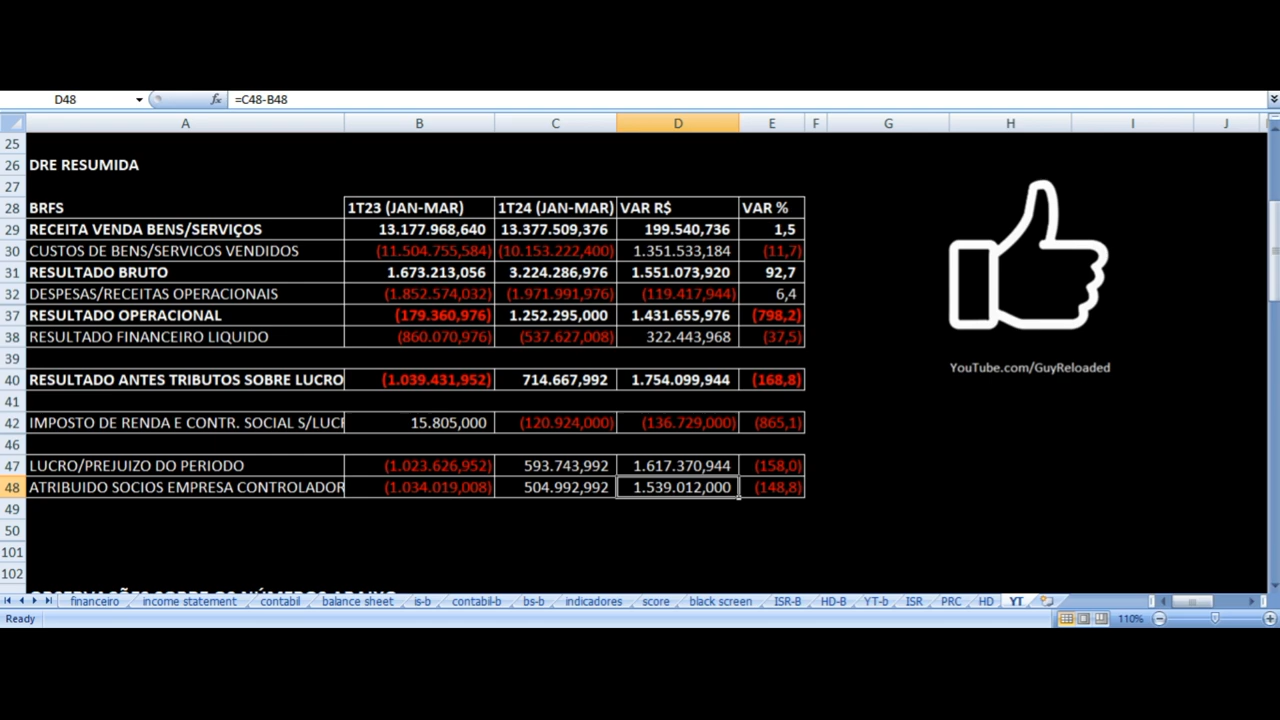 D48 fx =C48-B48
A B C D E F G H I J
25
26 DRE RESUMIDA
27
28 BRFS 1T23 (JAN-MAR) 1T24 (JAN-MAR) VAR R$ VAR %
29 RECEITA VENDA BENS/SERVIÇOS 13.177.968,640 13.377.509,376 199.540,736 1,5
30 CUSTOS DE BENS/SERVICOS VENDIDOS (11.504.755,584) (10.153.222,400) 1.351.533,184 (11,7)
31 RESULTADO BRUTO 1.673.213,056 3.224.286,976 1.551.073,920 92,7
32 DESPESAS/RECEITAS OPERACIONAIS (1.852.574,032) (1.971.991,976) (119.417,944) 6,4
37 RESULTADO OPERACIONAL (179.360,976) 1.252.295,000 1.431.655,976 (798,2)
38 RESULTADO FINANCEIRO LIQUIDO (860.070,976) (537.627,008) 322.443,968 (37,5)
39
40 RESULTADO ANTES TRIBUTOS SOBRE LUCRO (1.039.431,952) 714.667,992 1.754.099,944 (168,8)
41
42 IMPOSTO DE RENDA E CONTR. SOCIAL S/LUCR 15.805,000 (120.924,000) (136.729,000) (865,1)
46
47 LUCRO/PREJUIZO DO PERIODO (1.023.626,952) 593.743,992 1.617.370,944 (158,0)
48 ATRIBUIDO SOCIOS EMPRESA CONTROLADOR (1.034.019,008) 504.992,992 1.539.012,000 (148,8)
49
50
101
102
YouTube.com/GuyReloaded
financeiro income statement contabil balance sheet is-b contabil-b bs-b indicadores score black screen ISR-B HD-B YT-b ISR PRC HD YT
Ready 110%